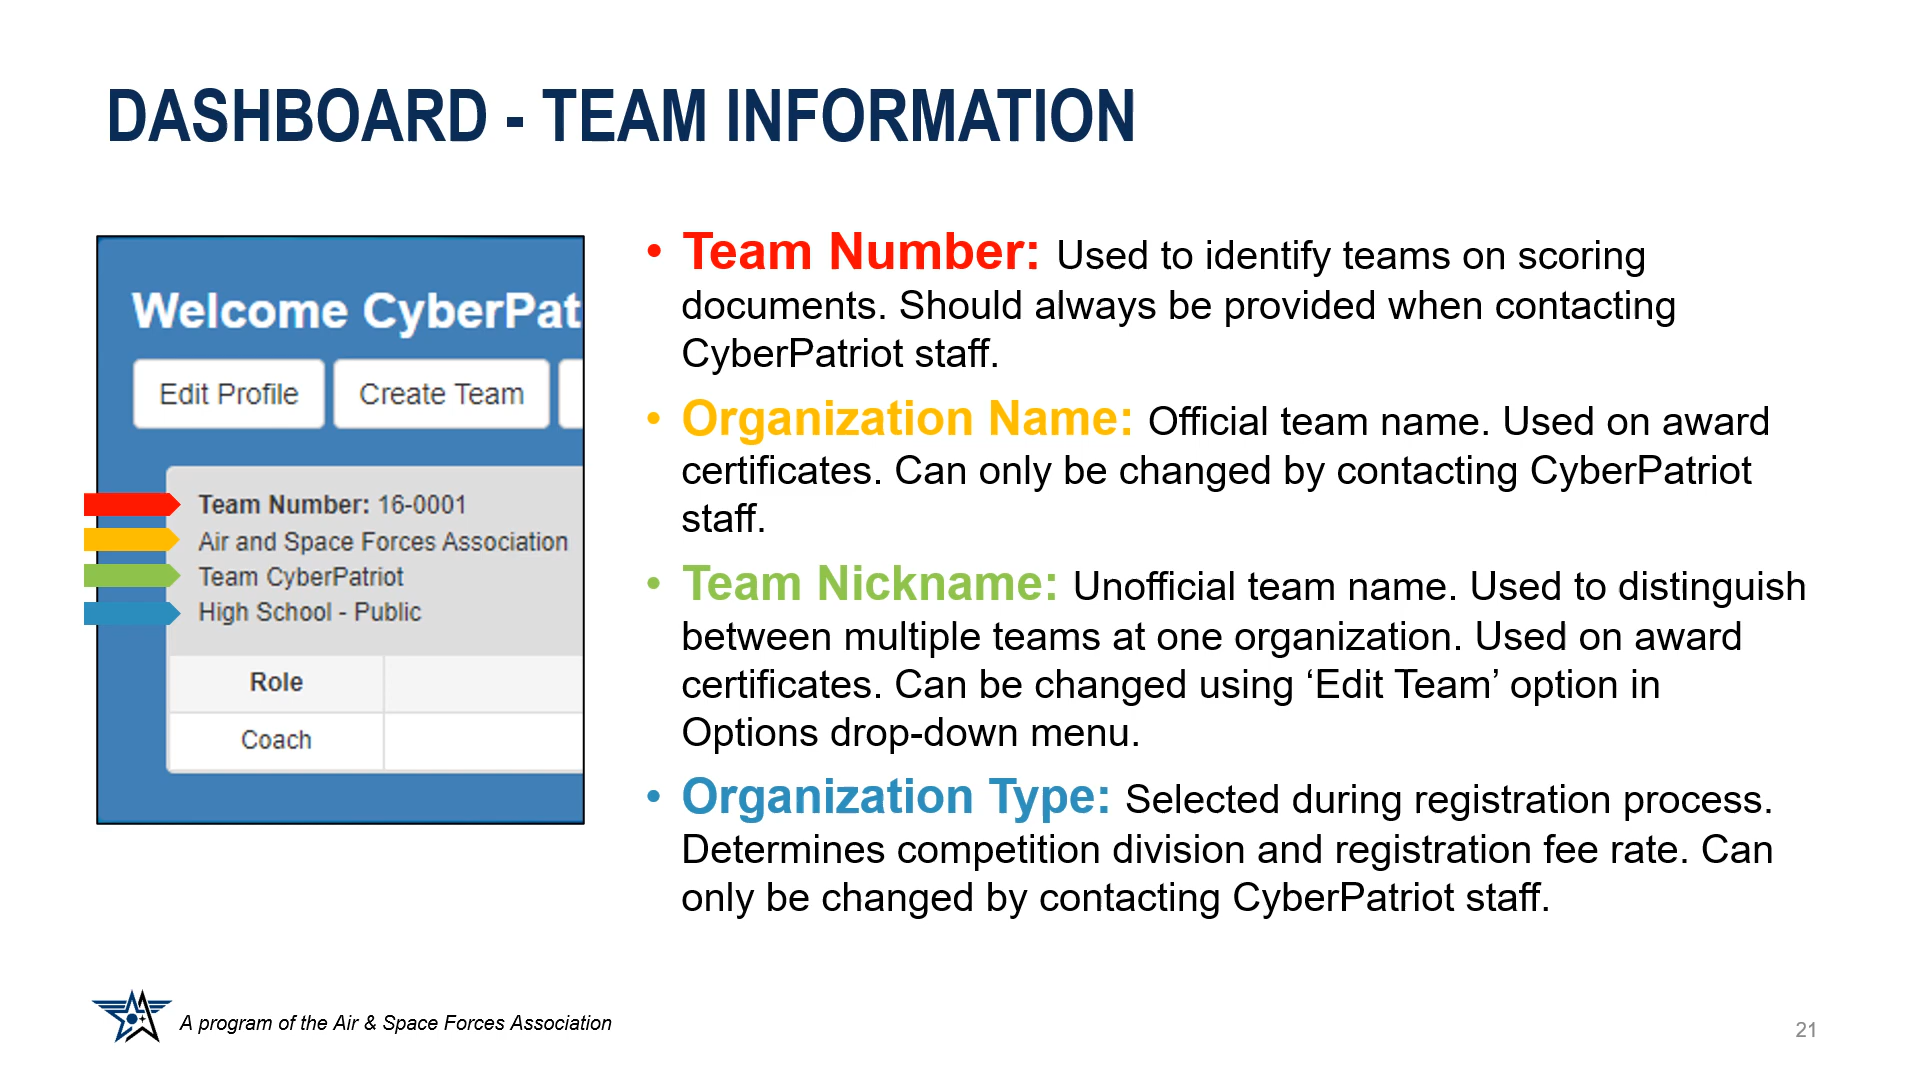 DASHBOARD - TEAM INFORMATION
Welcome CyberPat
Edit Profile
Create Team
Team Number: 16-0001
Air and Space Forces Association
Team CyberPatriot
High School - Public
Role
Coach
• Team Number: Used to identify teams on scoring
documents. Should always be provided when contacting
CyberPatriot staff.
• Organization Name: Official team name. Used on award
certificates. Can only be changed by contacting CyberPatriot
staff.
• Team Nickname: Unofficial team name. Used to distinguish
between multiple teams at one organization. Used on award
certificates. Can be changed using ‘Edit Team’ option in
Options drop-down menu.
• Organization Type: Selected during registration process.
Determines competition division and registration fee rate. Can
only be changed by contacting CyberPatriot staff.
A program of the Air & Space Forces Association
21